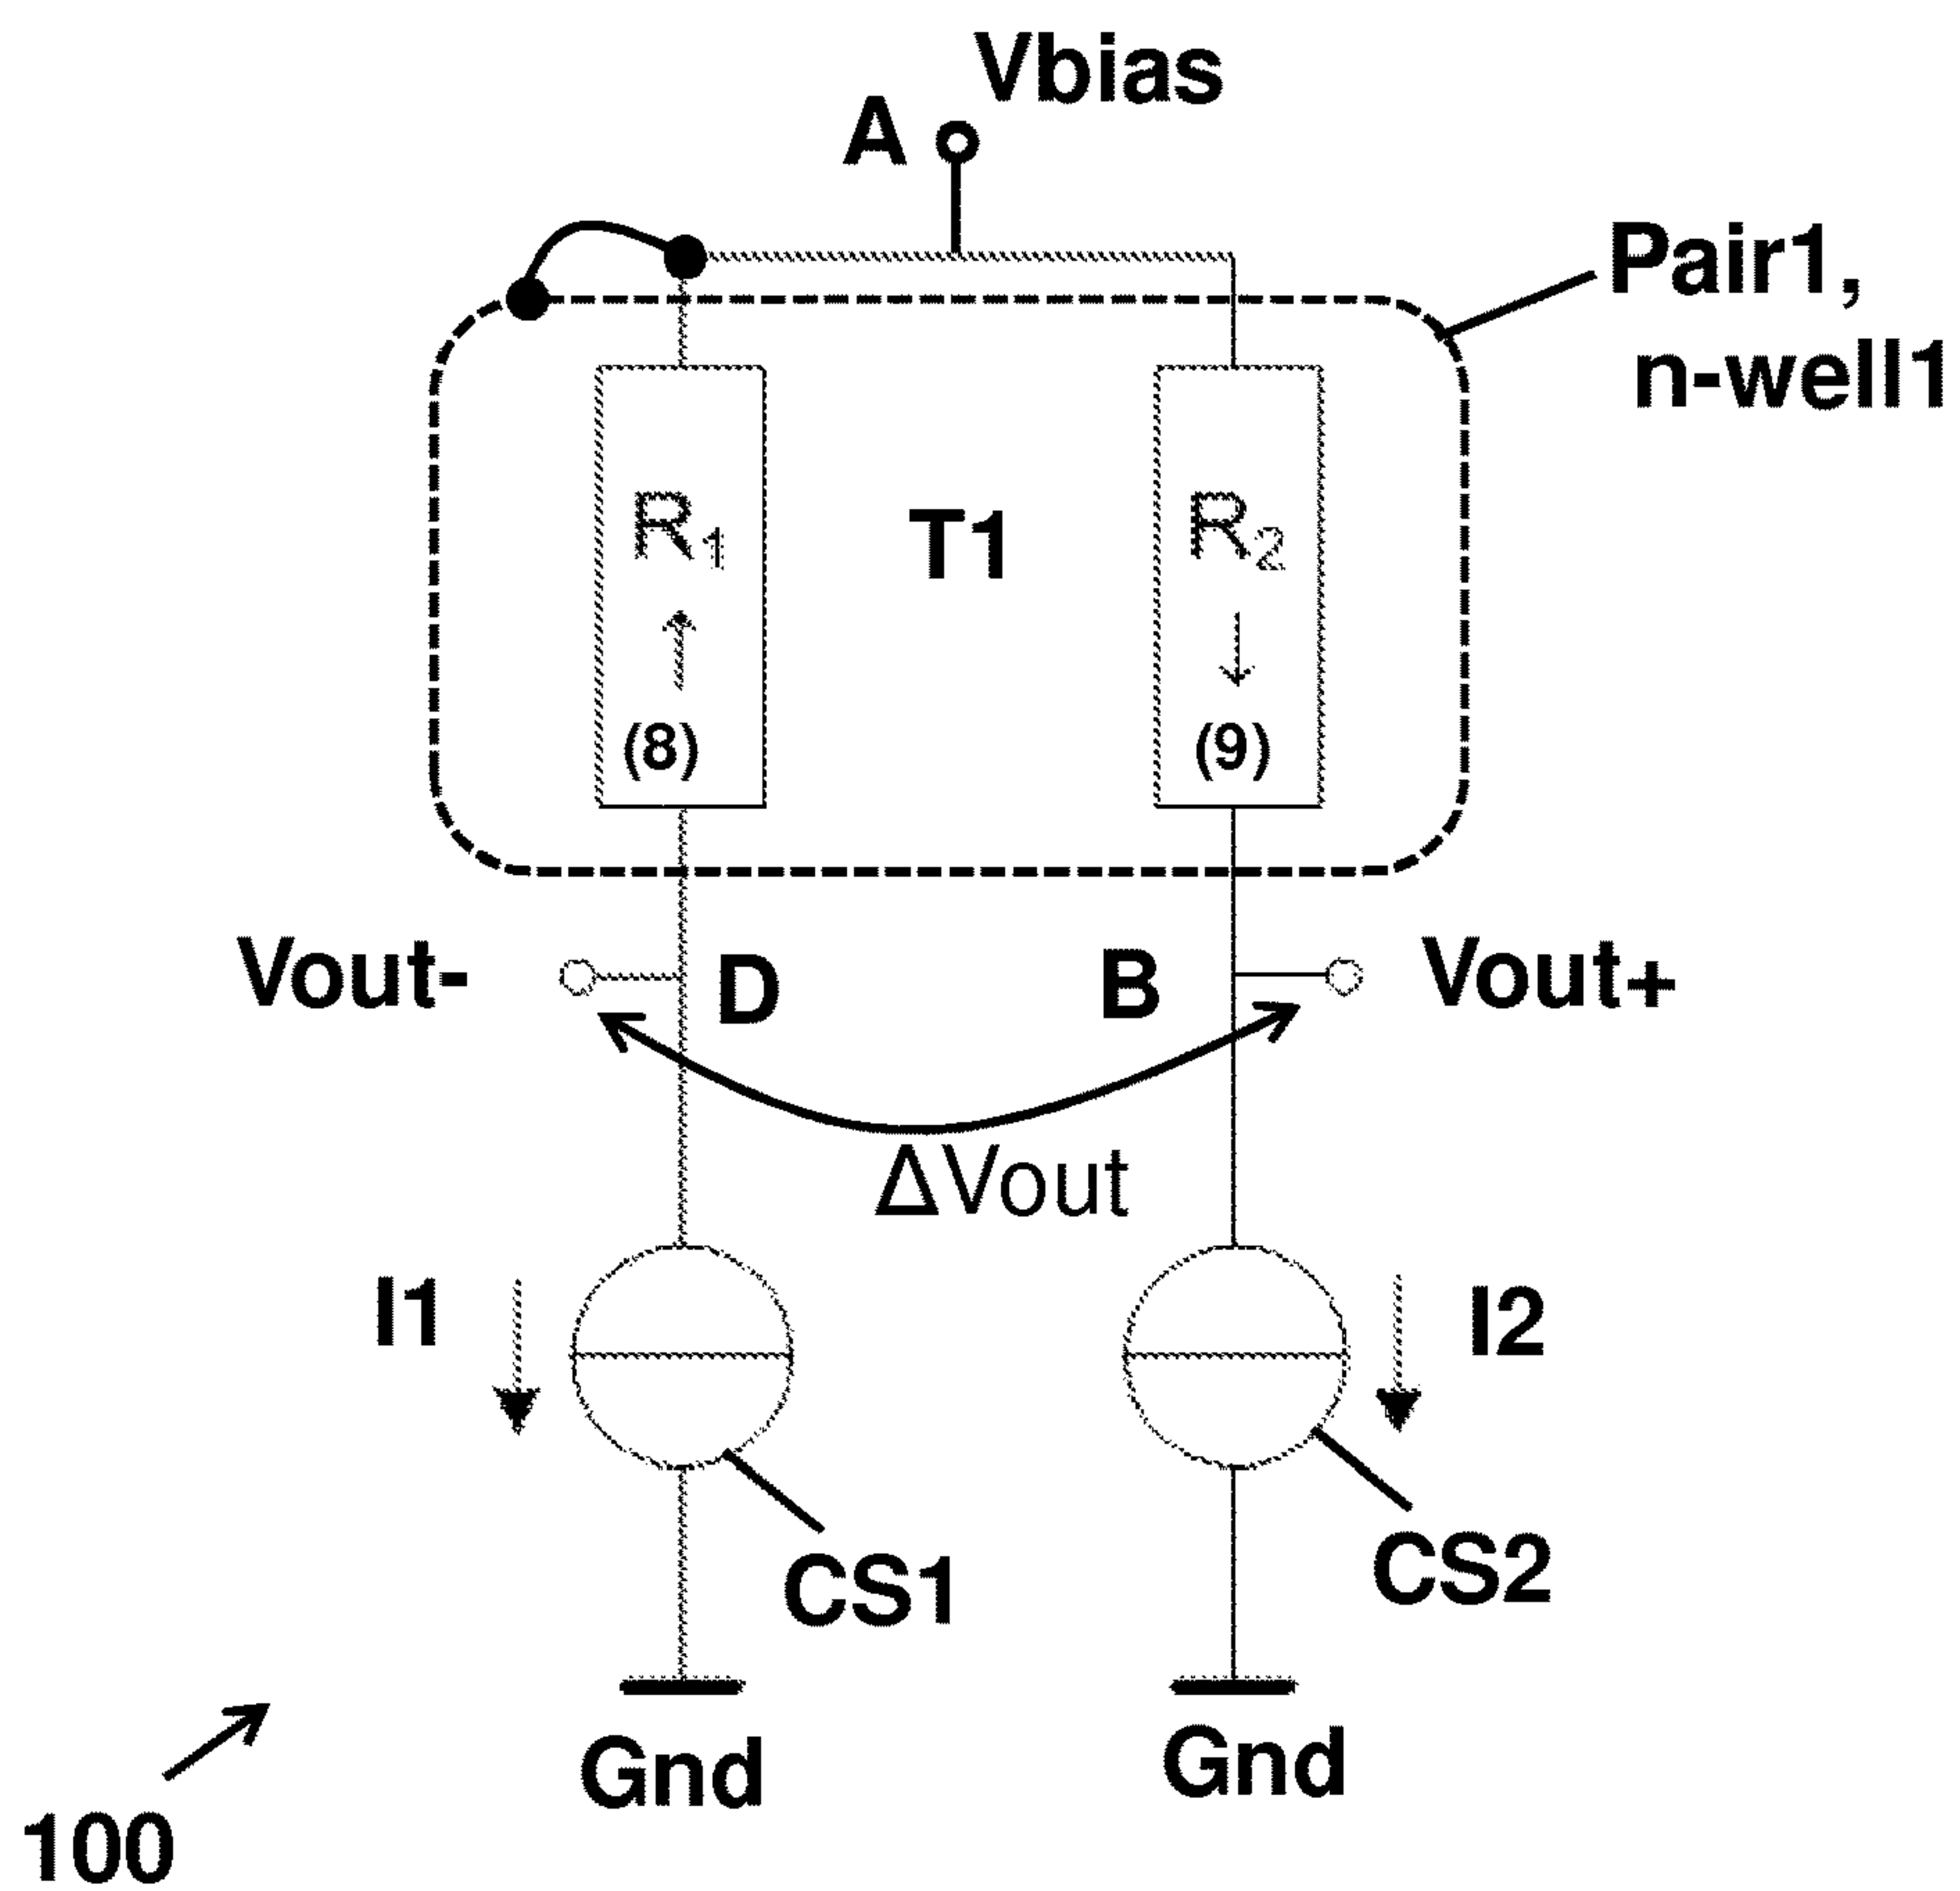 Vbias
A
Pair1,
n-well1
R1
T1
R2
(8)
(9)
Vout-
D
B
Vout+
ΔVout
I1
I2
CS1
CS2
Gnd
Gnd
100